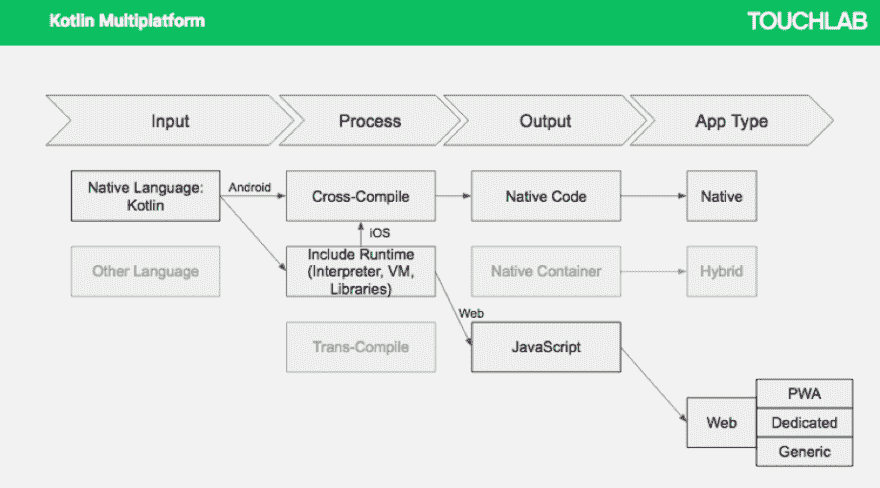 Kotlin Multiplatform
TOUCHLAB
Input
Process
Output
App Type
Native Language:
Kotlin
Android
Cross-Compile
Native Code
Native
iOS
Other Language
Include Runtime
(Interpreter, VM,
Libraries)
Native Container
Hybrid
Web
Trans-Compile
JavaScript
Web
PWA
Dedicated
Generic